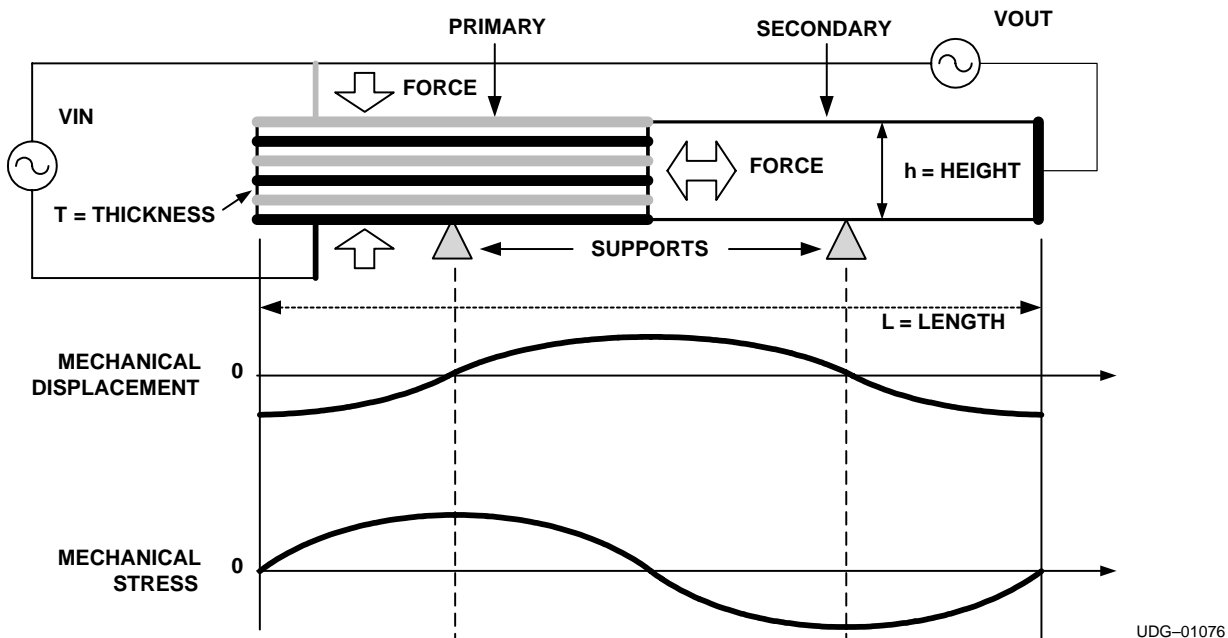 PRIMARY
SECONDARY
VOUT
FORCE
VIN
FORCE
h = HEIGHT
T = THICKNESS
SUPPORTS
L = LENGTH
MECHANICAL
DISPLACEMENT
0
MECHANICAL
STRESS
0
UDG–01076